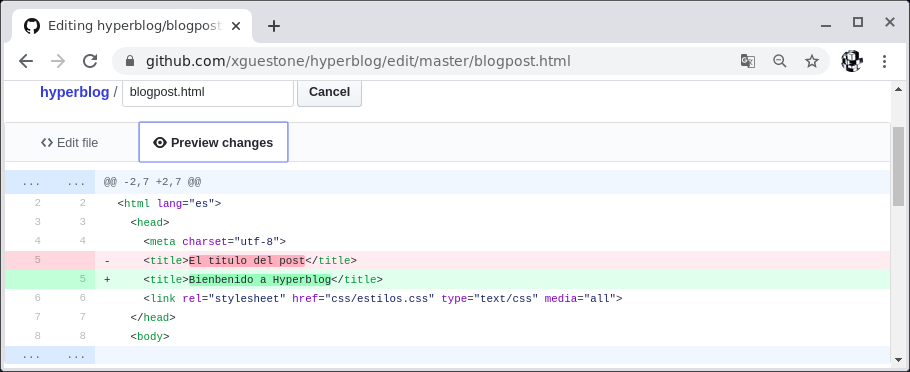 Editing hyperblog/blogpost
github.com/xguestone/hyperblog/edit/master/blogpost.html
hyperblog / blogpost.html Cancel
<> Edit file Preview changes
... ... @@ -2,7 +2,7 @@
2 2 <html lang="es">
3 3 <head>
4 4 <meta charset="utf-8">
5 - <title>El titulo del post</title>
5 + <title>Bienbenido a Hyperblog</title>
6 6 <link rel="stylesheet" href="css/estilos.css" type="text/css" media="all">
7 7 </head>
8 8 <body>
... ...